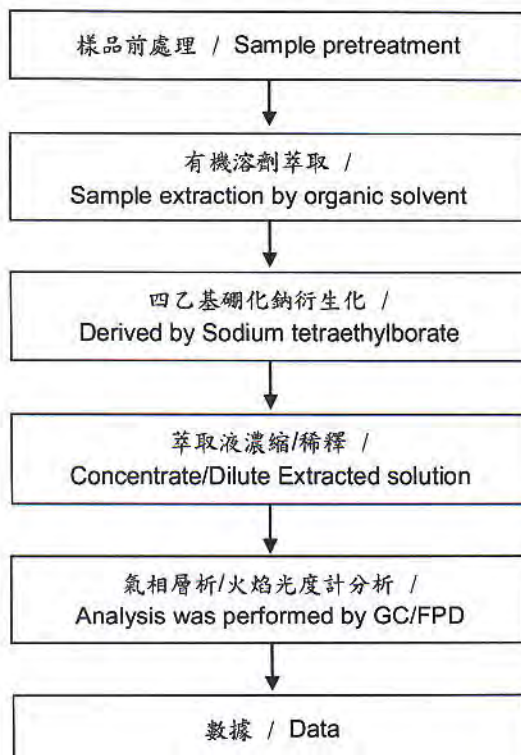 樣品前處理 / Sample pretreatment
有機溶劑萃取 /
Sample extraction by organic solvent
四乙基硼化鈉衍生化 /
Derived by Sodium tetraethylborate
萃取液濃縮/稀釋 /
Concentrate/Dilute Extracted solution
氣相層析/火焰光度計分析 /
Analysis was performed by GC/FPD
數據 / Data